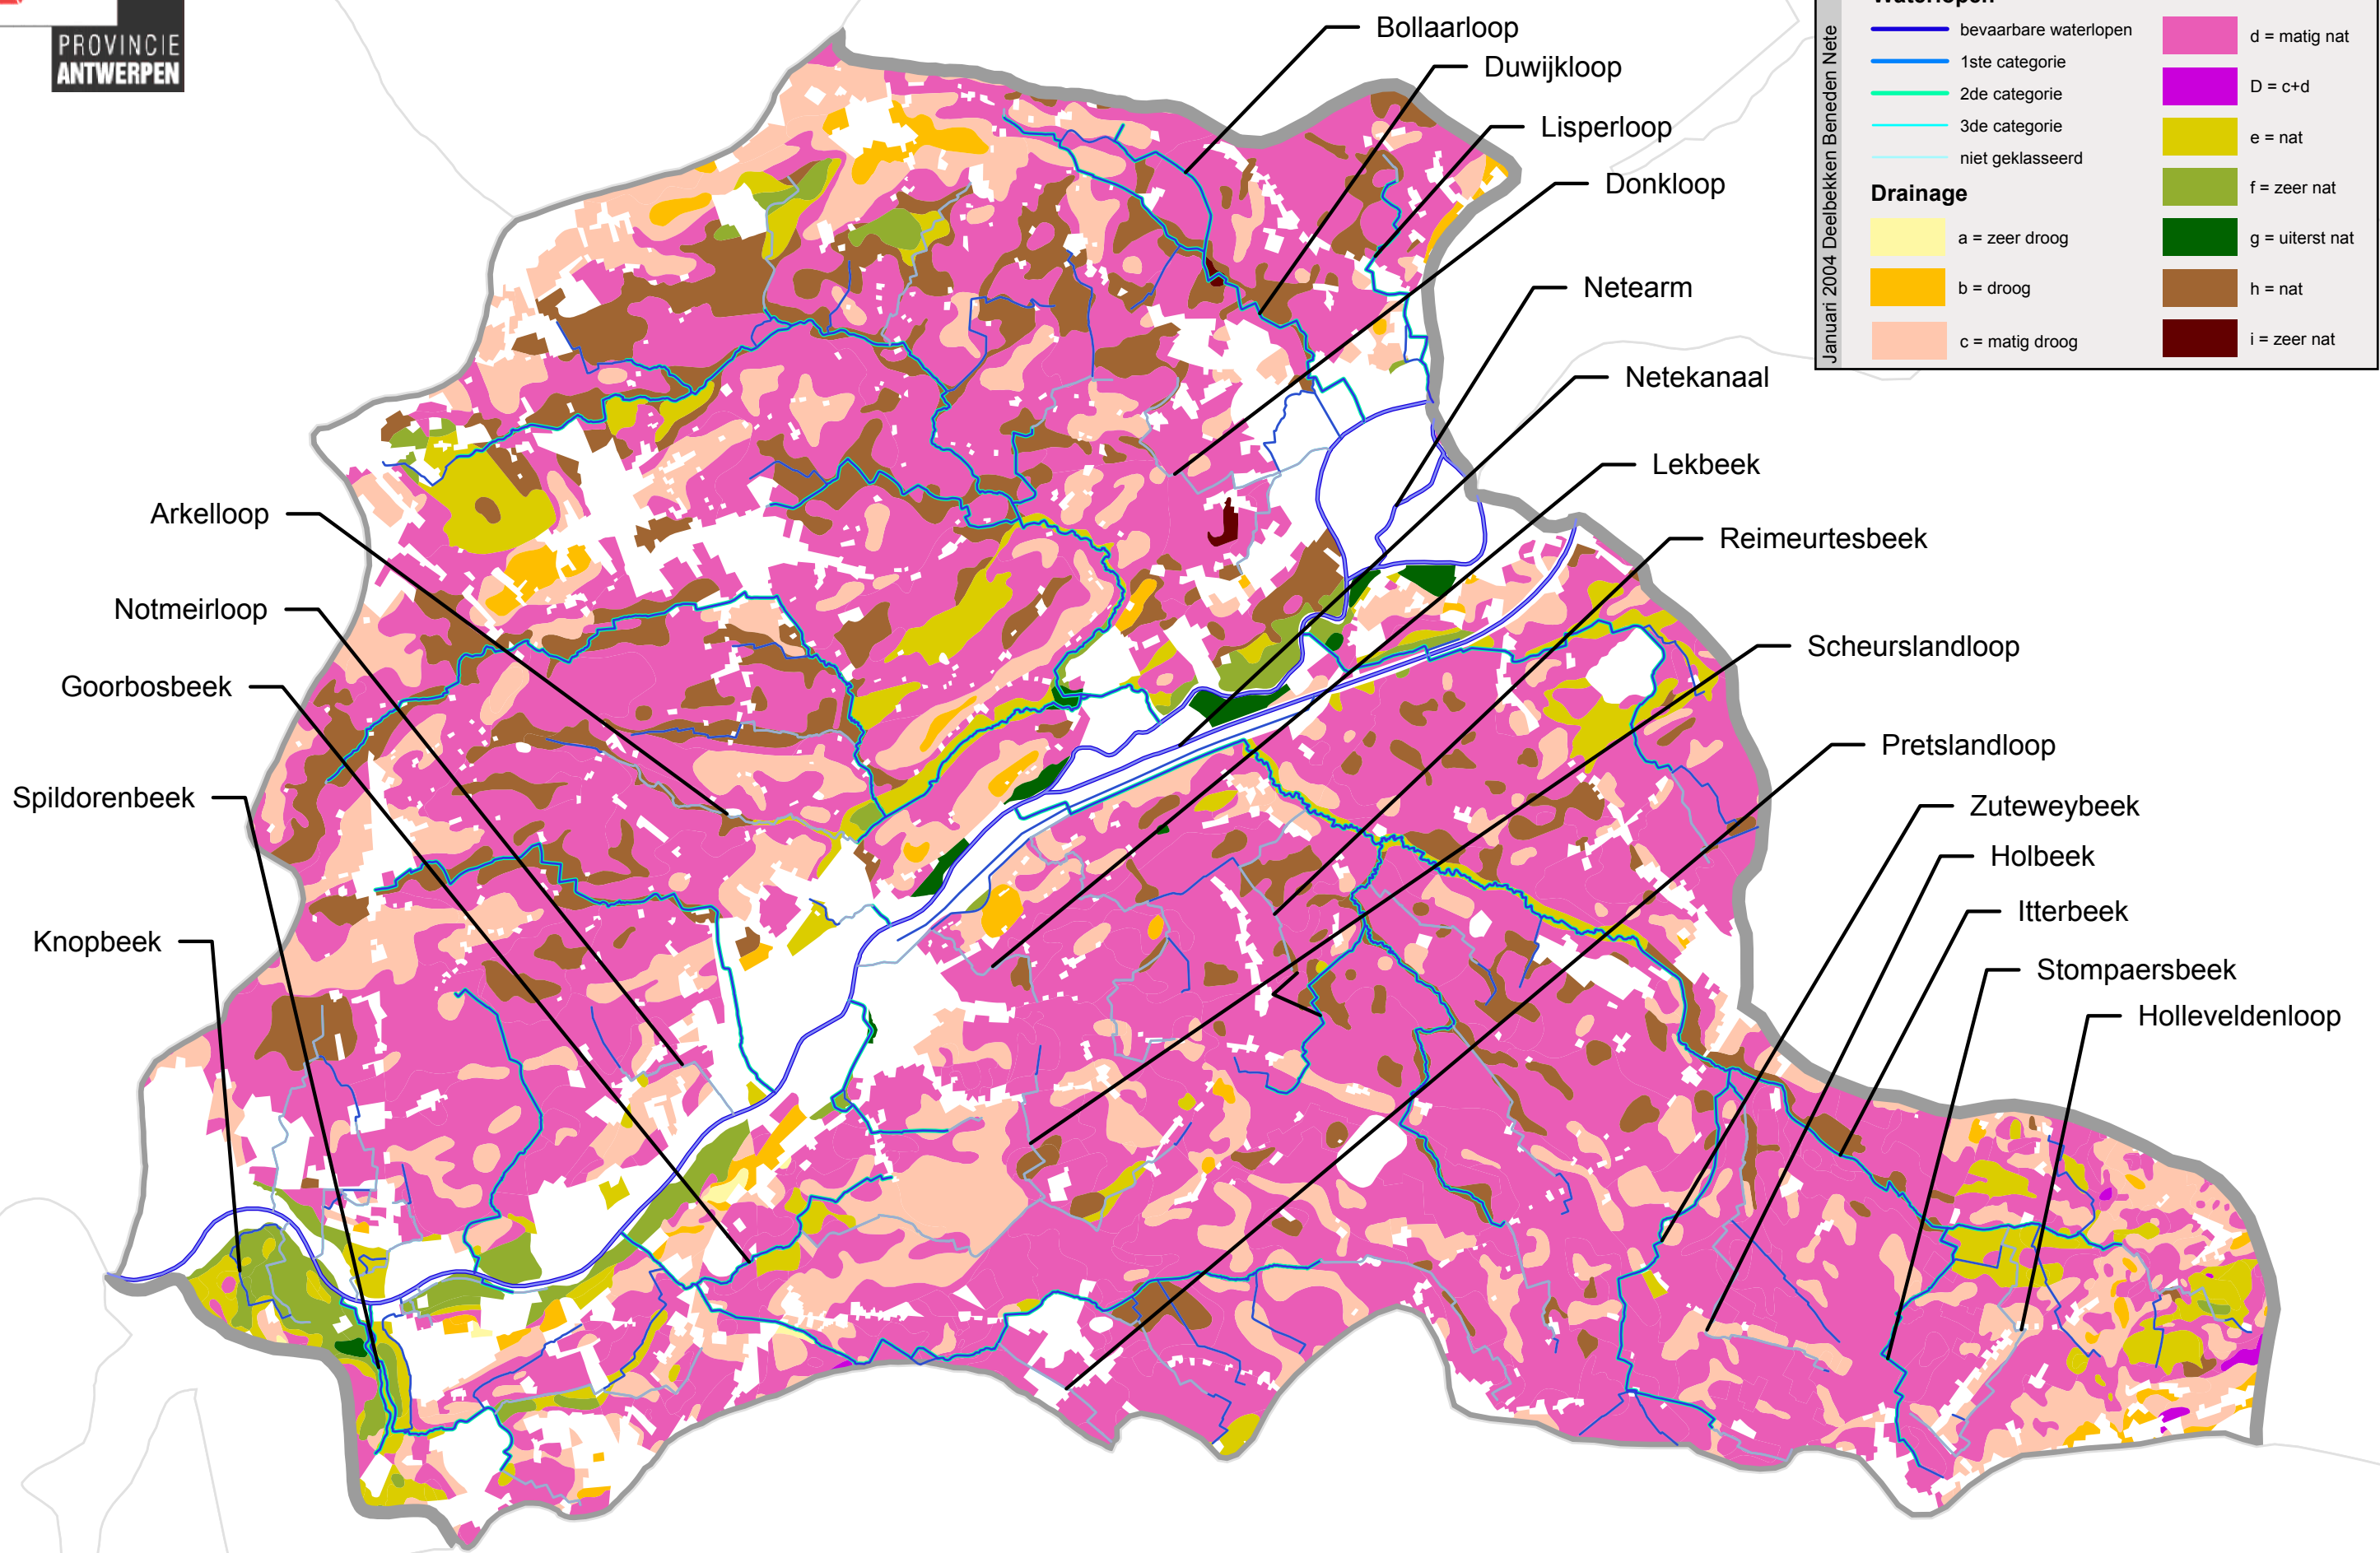 PROVINCIE
ANTWERPEN
Bollaarloop
Duwijkloop
Lisperloop
Donkloop
Netearm
Netekanaal
Lekbeek
Reimeurtesbeek
Scheurslandloop
Pretslandloop
Zuteweybeek
Holbeek
Itterbeek
Stompaersbeek
Holleveldenloop
Arkelloop
Notmeirloop
Goorbosbeek
Spildorenbeek
Knopbeek
Januari 2004 Deelbekken Beneden Nete
Waterlopen
bevaarbare waterlopen
1ste categorie
2de categorie
3de categorie
niet geklasseerd
Drainage
a = zeer droog
b = droog
c = matig droog
d = matig nat
D = c+d
e = nat
f = zeer nat
g = uiterst nat
h = nat
i = zeer nat